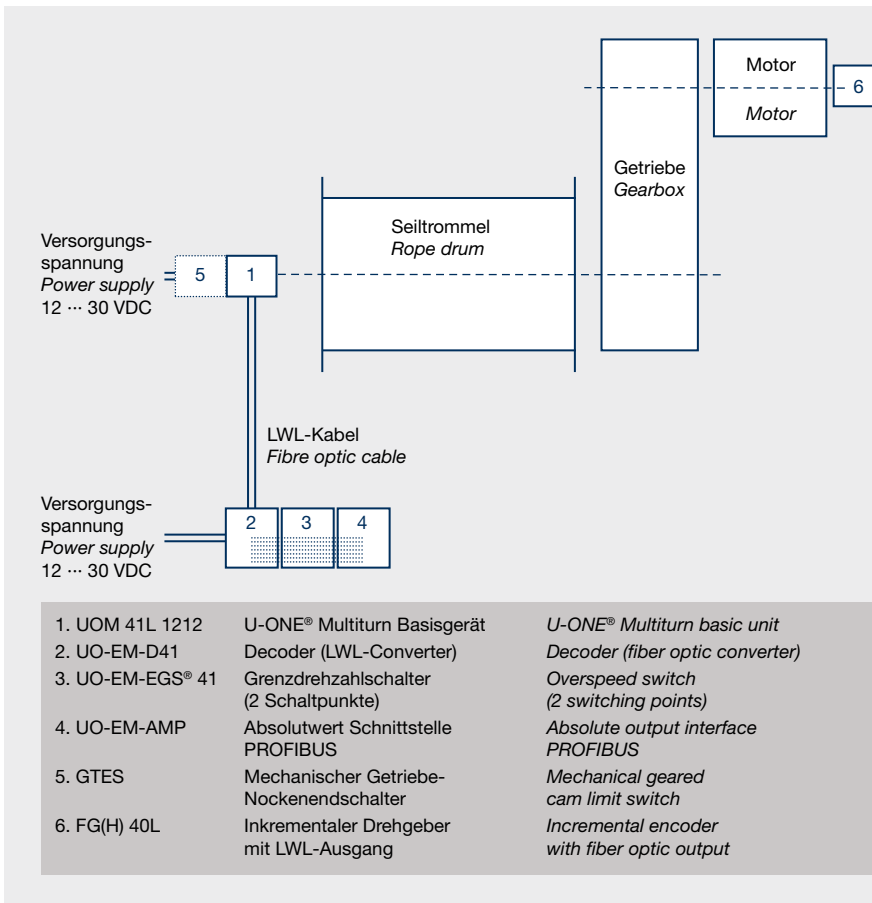 Motor
Motor
6
Getriebe
Gearbox
Seiltrommel
Rope drum
Versorgungs-
spannung
Power supply
12 ··· 30 VDC
5
1
LWL-Kabel
Fibre optic cable
Versorgungs-
spannung
Power supply
12 ··· 30 VDC
2
3
4
1. UOM 41L 1212 U-ONE® Multiturn Basisgerät U-ONE® Multiturn basic unit
2. UO-EM-D41 Decoder (LWL-Converter) Decoder (fiber optic converter)
3. UO-EM-EGS® 41 Grenzdrehzahlschalter Overspeed switch
(2 Schaltpunkte) (2 switching points)
4. UO-EM-AMP Absolutwert Schnittstelle Absolute output interface
PROFIBUS PROFIBUS
5. GTES Mechanischer Getriebe- Mechanical geared
Nockenendschalter cam limit switch
6. FG(H) 40L Inkrementaler Drehgeber Incremental encoder
mit LWL-Ausgang with fiber optic output